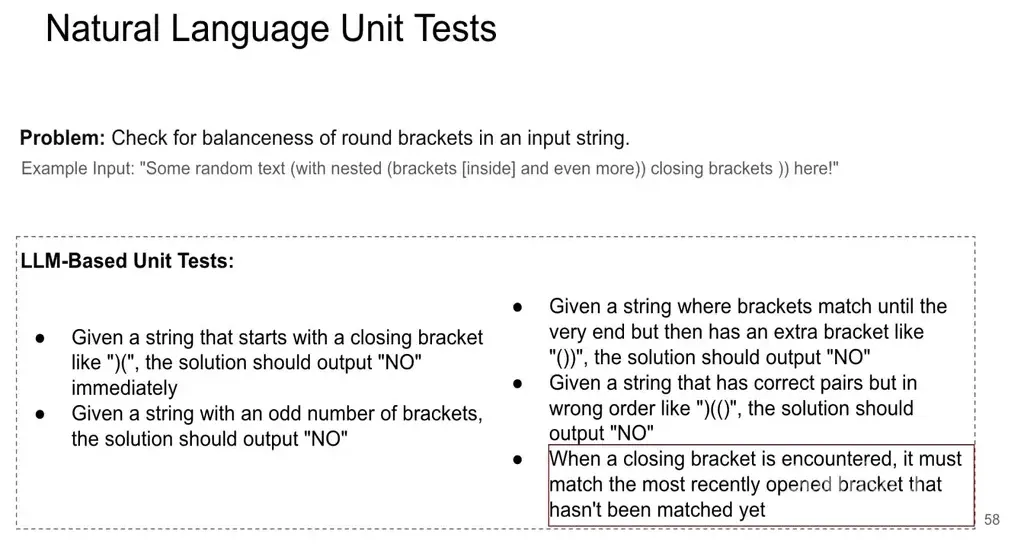 Natural Language Unit Tests
Problem: Check for balanceness of round brackets in an input string.
Example Input: "Some random text (with nested (brackets [inside] and even more)) closing brackets )) here!"
LLM-Based Unit Tests:
● Given a string that starts with a closing bracket
like ")(", the solution should output "NO"
immediately
● Given a string with an odd number of brackets,
the solution should output "NO"
● Given a string where brackets match until the
very end but then has an extra bracket like
"())", the solution should output "NO"
● Given a string that has correct pairs but in
wrong order like ")(()", the solution should
output "NO"
● When a closing bracket is encountered, it must
match the most recently opened bracket that
hasn't been matched yet
58